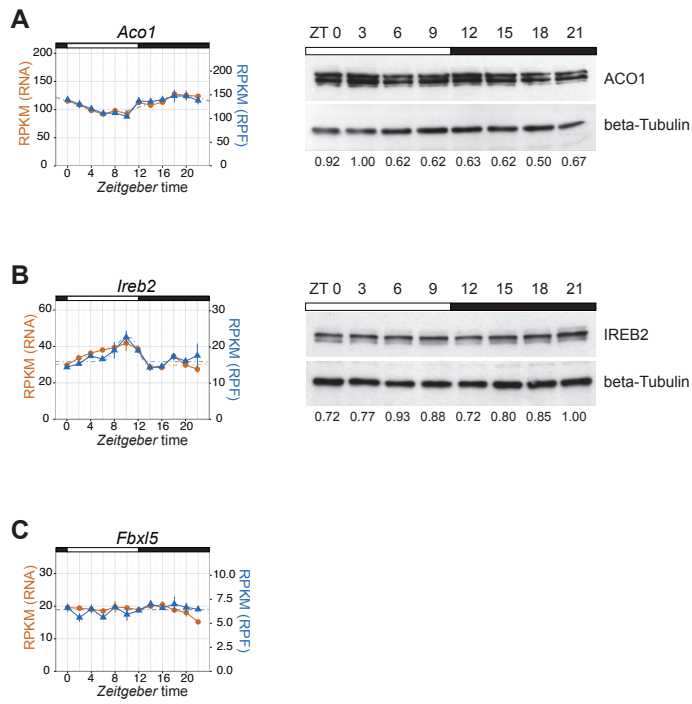 A
Aco1
200
150
100
50
0
RPKM (RNA)
200
150
100
50
0
RPKM (RPF)
0 4 8 12 16 20
Zeitgeber time
ZT 0 3 6 9 12 15 18 21
ACO1
beta-Tubulin
0.92 1.00 0.62 0.62 0.63 0.62 0.50 0.67
B
Ireb2
60
40
20
0
RPKM (RNA)
30
20
10
0
RPKM (RPF)
0 4 8 12 16 20
Zeitgeber time
ZT 0 3 6 9 12 15 18 21
IREB2
beta-Tubulin
0.72 0.77 0.93 0.88 0.72 0.80 0.85 1.00
C
Fbxl5
30
20
10
0
RPKM (RNA)
10.0
7.5
5.0
2.5
0.0
RPKM (RPF)
0 4 8 12 16 20
Zeitgeber time